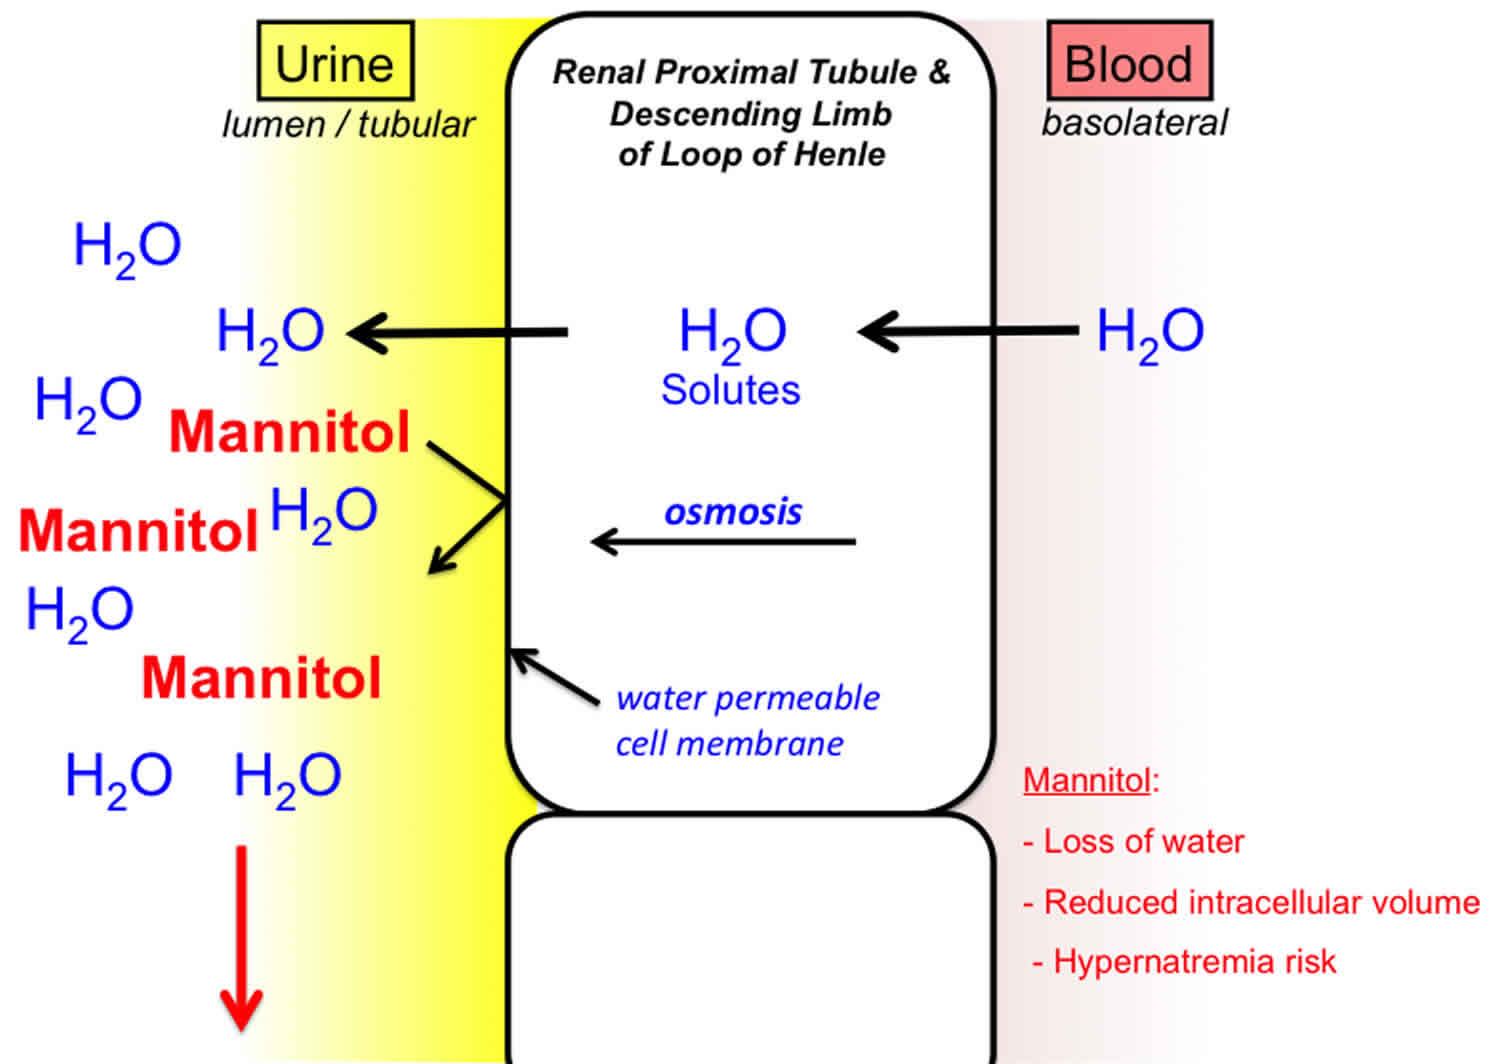 Urine
lumen / tubular
Renal Proximal Tubule &
Descending Limb
of Loop of Henle
Blood
basolateral
H₂O
H₂O
H₂O
H₂O
Solutes
H₂O
Mannitol
Mannitol
H₂O
osmosis
H₂O
Mannitol
water permeable
cell membrane
H₂O
H₂O
Mannitol:
- Loss of water
- Reduced intracellular volume
- Hypernatremia risk